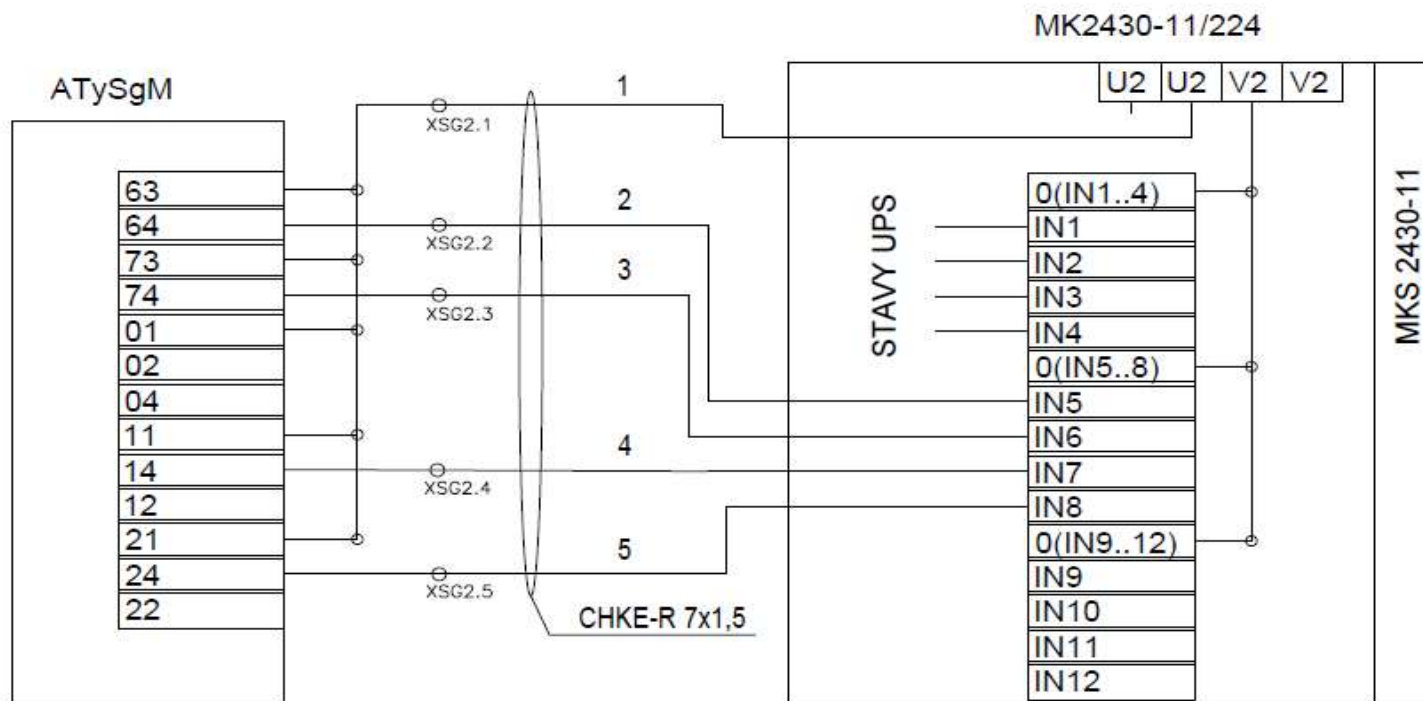 MK2430-11/224
ATySgM
U2 U2 V2 V2
1
XSG2.1
63
64
73
74
01
02
04
11
14
12
21
24
22
2
XSG2.2
3
XSG2.3
4
XSG2.4
5
XSG2.5
CHKE-R 7x1,5
STAVY UPS
0(IN1..4)
IN1
IN2
IN3
IN4
0(IN5..8)
IN5
IN6
IN7
IN8
0(IN9..12)
IN9
IN10
IN11
IN12
MKS 2430-11